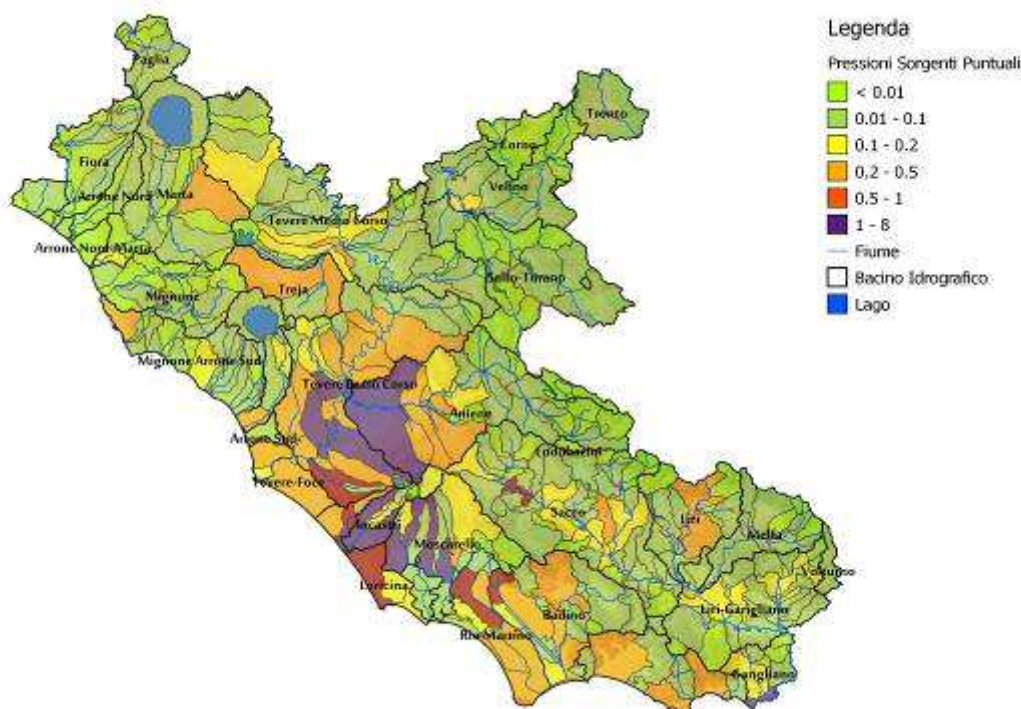 Legenda
Pressioni Sorgenti Puntuali
< 0.01
0.01 - 0.1
0.1 - 0.2
0,2 - 0.5
0.5 - 1
1 - 8
Fiume
Bacino Idrografico
Lago
Paglia
Tronto
Corno
Fiora
Velino
Arrone Nord-Marta
Tevere Medio Corso
Arrone Nord-Marta
Salto-Turano
Mignone
Treja
Mignone Arrone Sud
Tevere Basso Corso
Aniene
Arrone Sud
Endobacini
Tevere-Foce
Sacco
Liri
Incastri
Moscarello
Melfa
Volturno
Loricina
Liri-Garigliano
Badino
Rio Martino
Garigliano